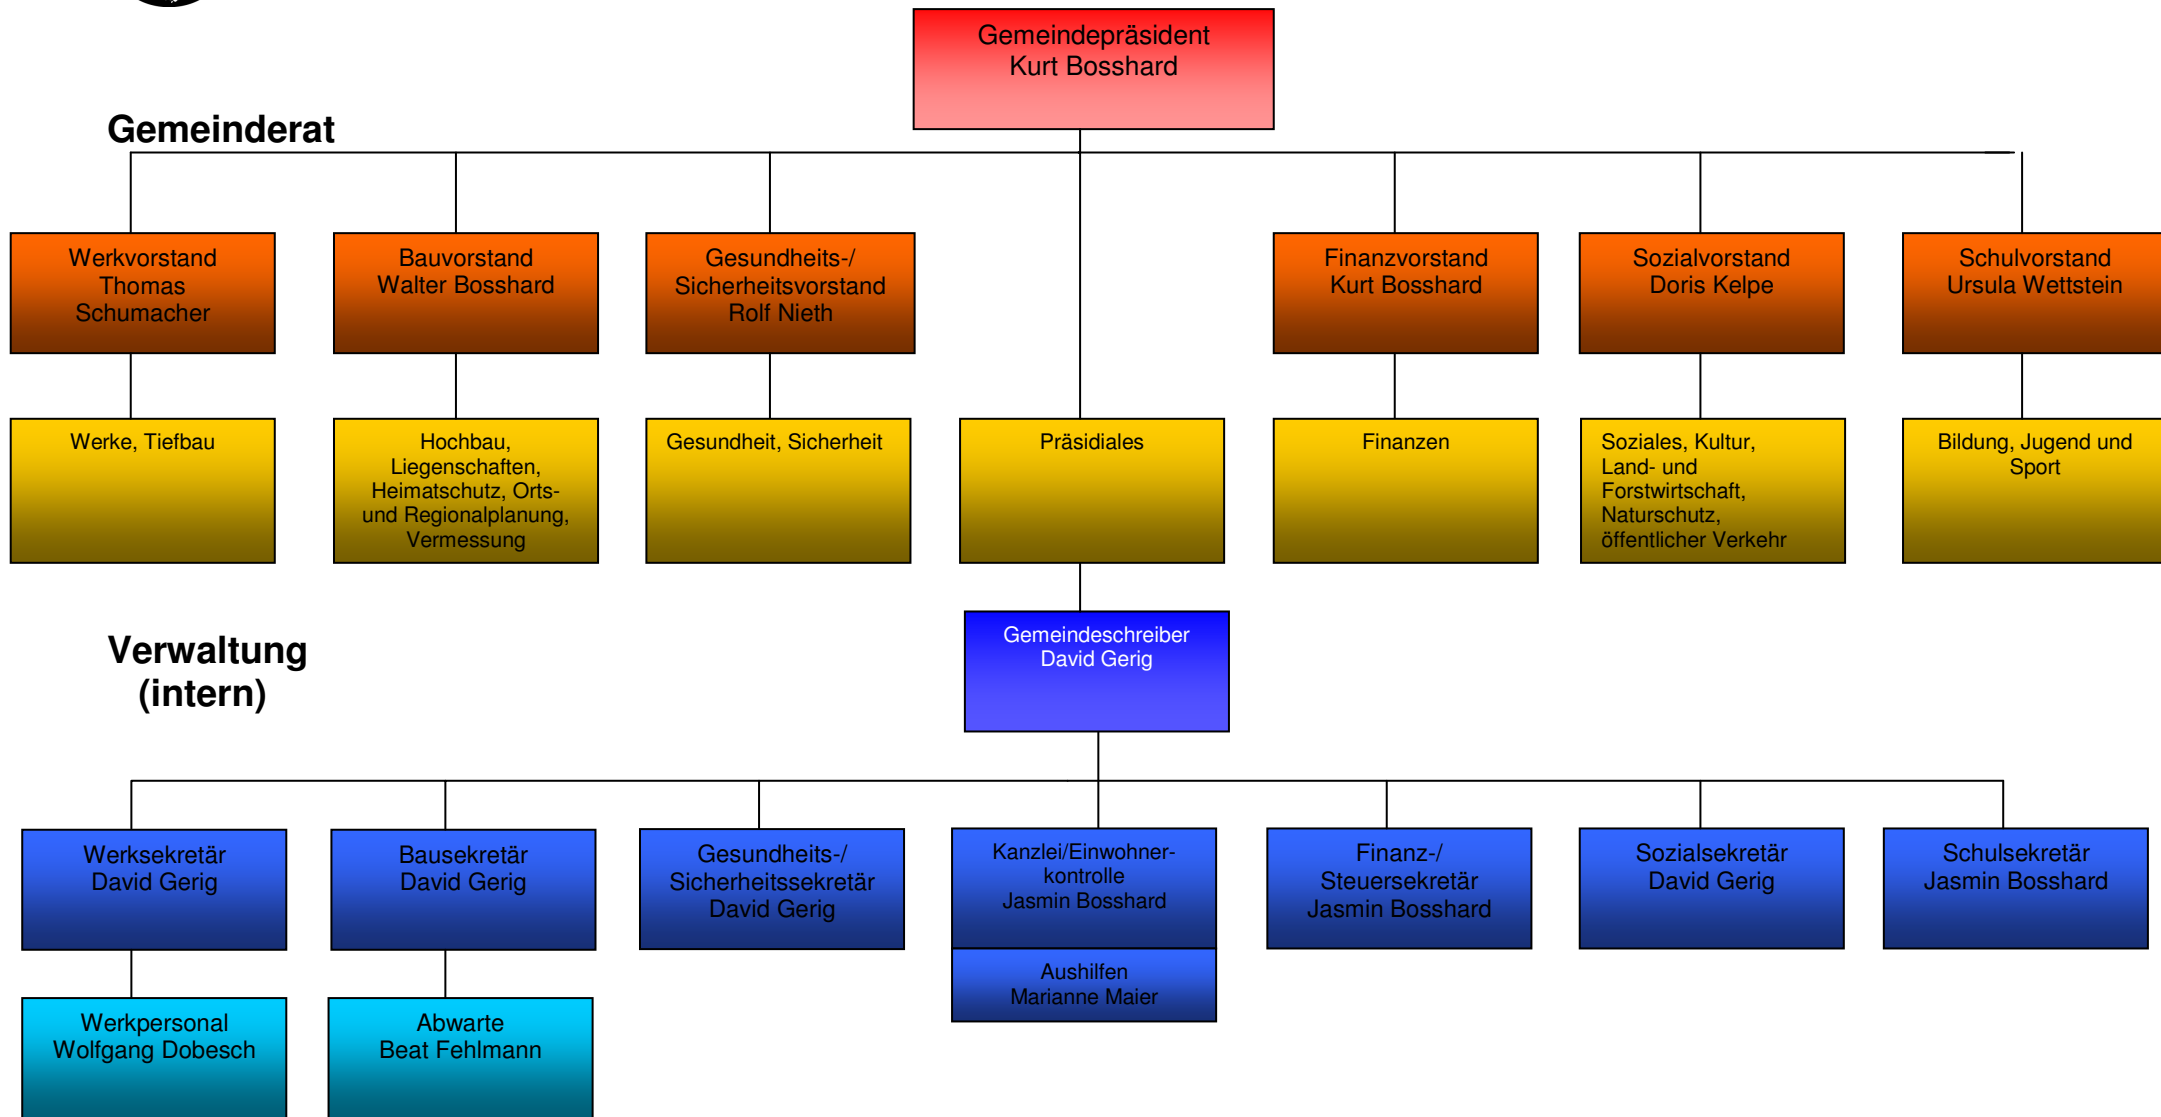 Gemeindepräsident
Kurt Bosshard
Gemeinderat
Werkvorstand
Thomas
Schumacher
Bauvorstand
Walter Bosshard
Gesundheits-/
Sicherheitsvorstand
Rolf Nieth
Finanzvorstand
Kurt Bosshard
Sozialvorstand
Doris Kelpe
Schulvorstand
Ursula Wettstein
Werke, Tiefbau
Hochbau,
Liegenschaften,
Heimatschutz, Orts-
und Regionalplanung,
Vermessung
Gesundheit, Sicherheit
Präsidiales
Finanzen
Soziales, Kultur,
Land- und
Forstwirtschaft,
Naturschutz,
öffentlicher Verkehr
Bildung, Jugend und
Sport
Verwaltung
(intern)
Gemeindeschreiber
David Gerig
Werksekretär
David Gerig
Bausekretär
David Gerig
Gesundheits-/
Sicherheitssekretär
David Gerig
Kanzlei/Einwohner-
kontrolle
Jasmin Bosshard
Aushilfen
Marianne Maier
Finanz-/
Steuersekretär
Jasmin Bosshard
Sozialsekretär
David Gerig
Schulsekretär
Jasmin Bosshard
Werkpersonal
Wolfgang Dobesch
Abwarte
Beat Fehlmann